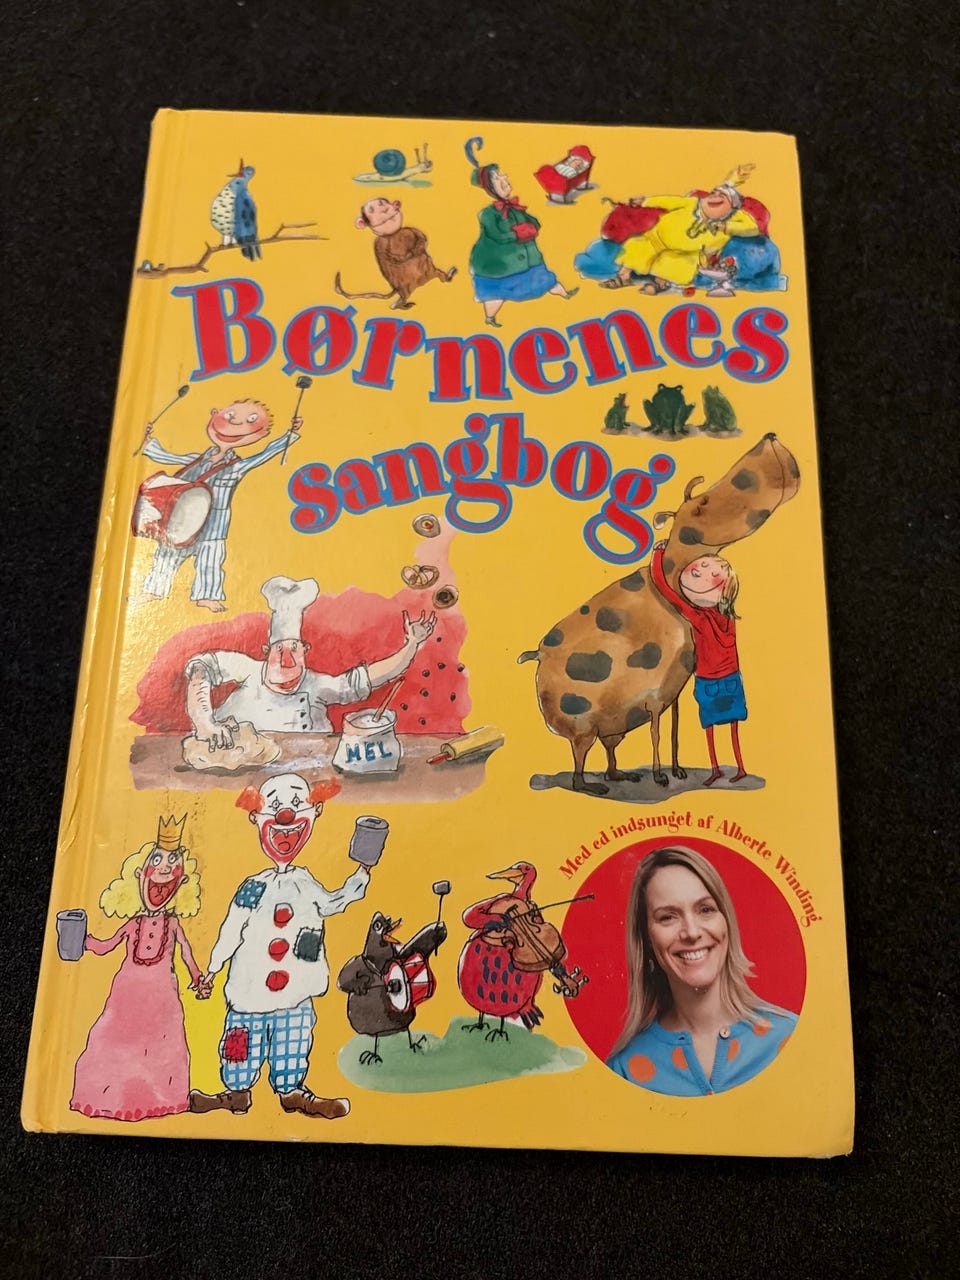 Børnenes
sangbog
MEL
Med cd indsunget af Alberte Winding